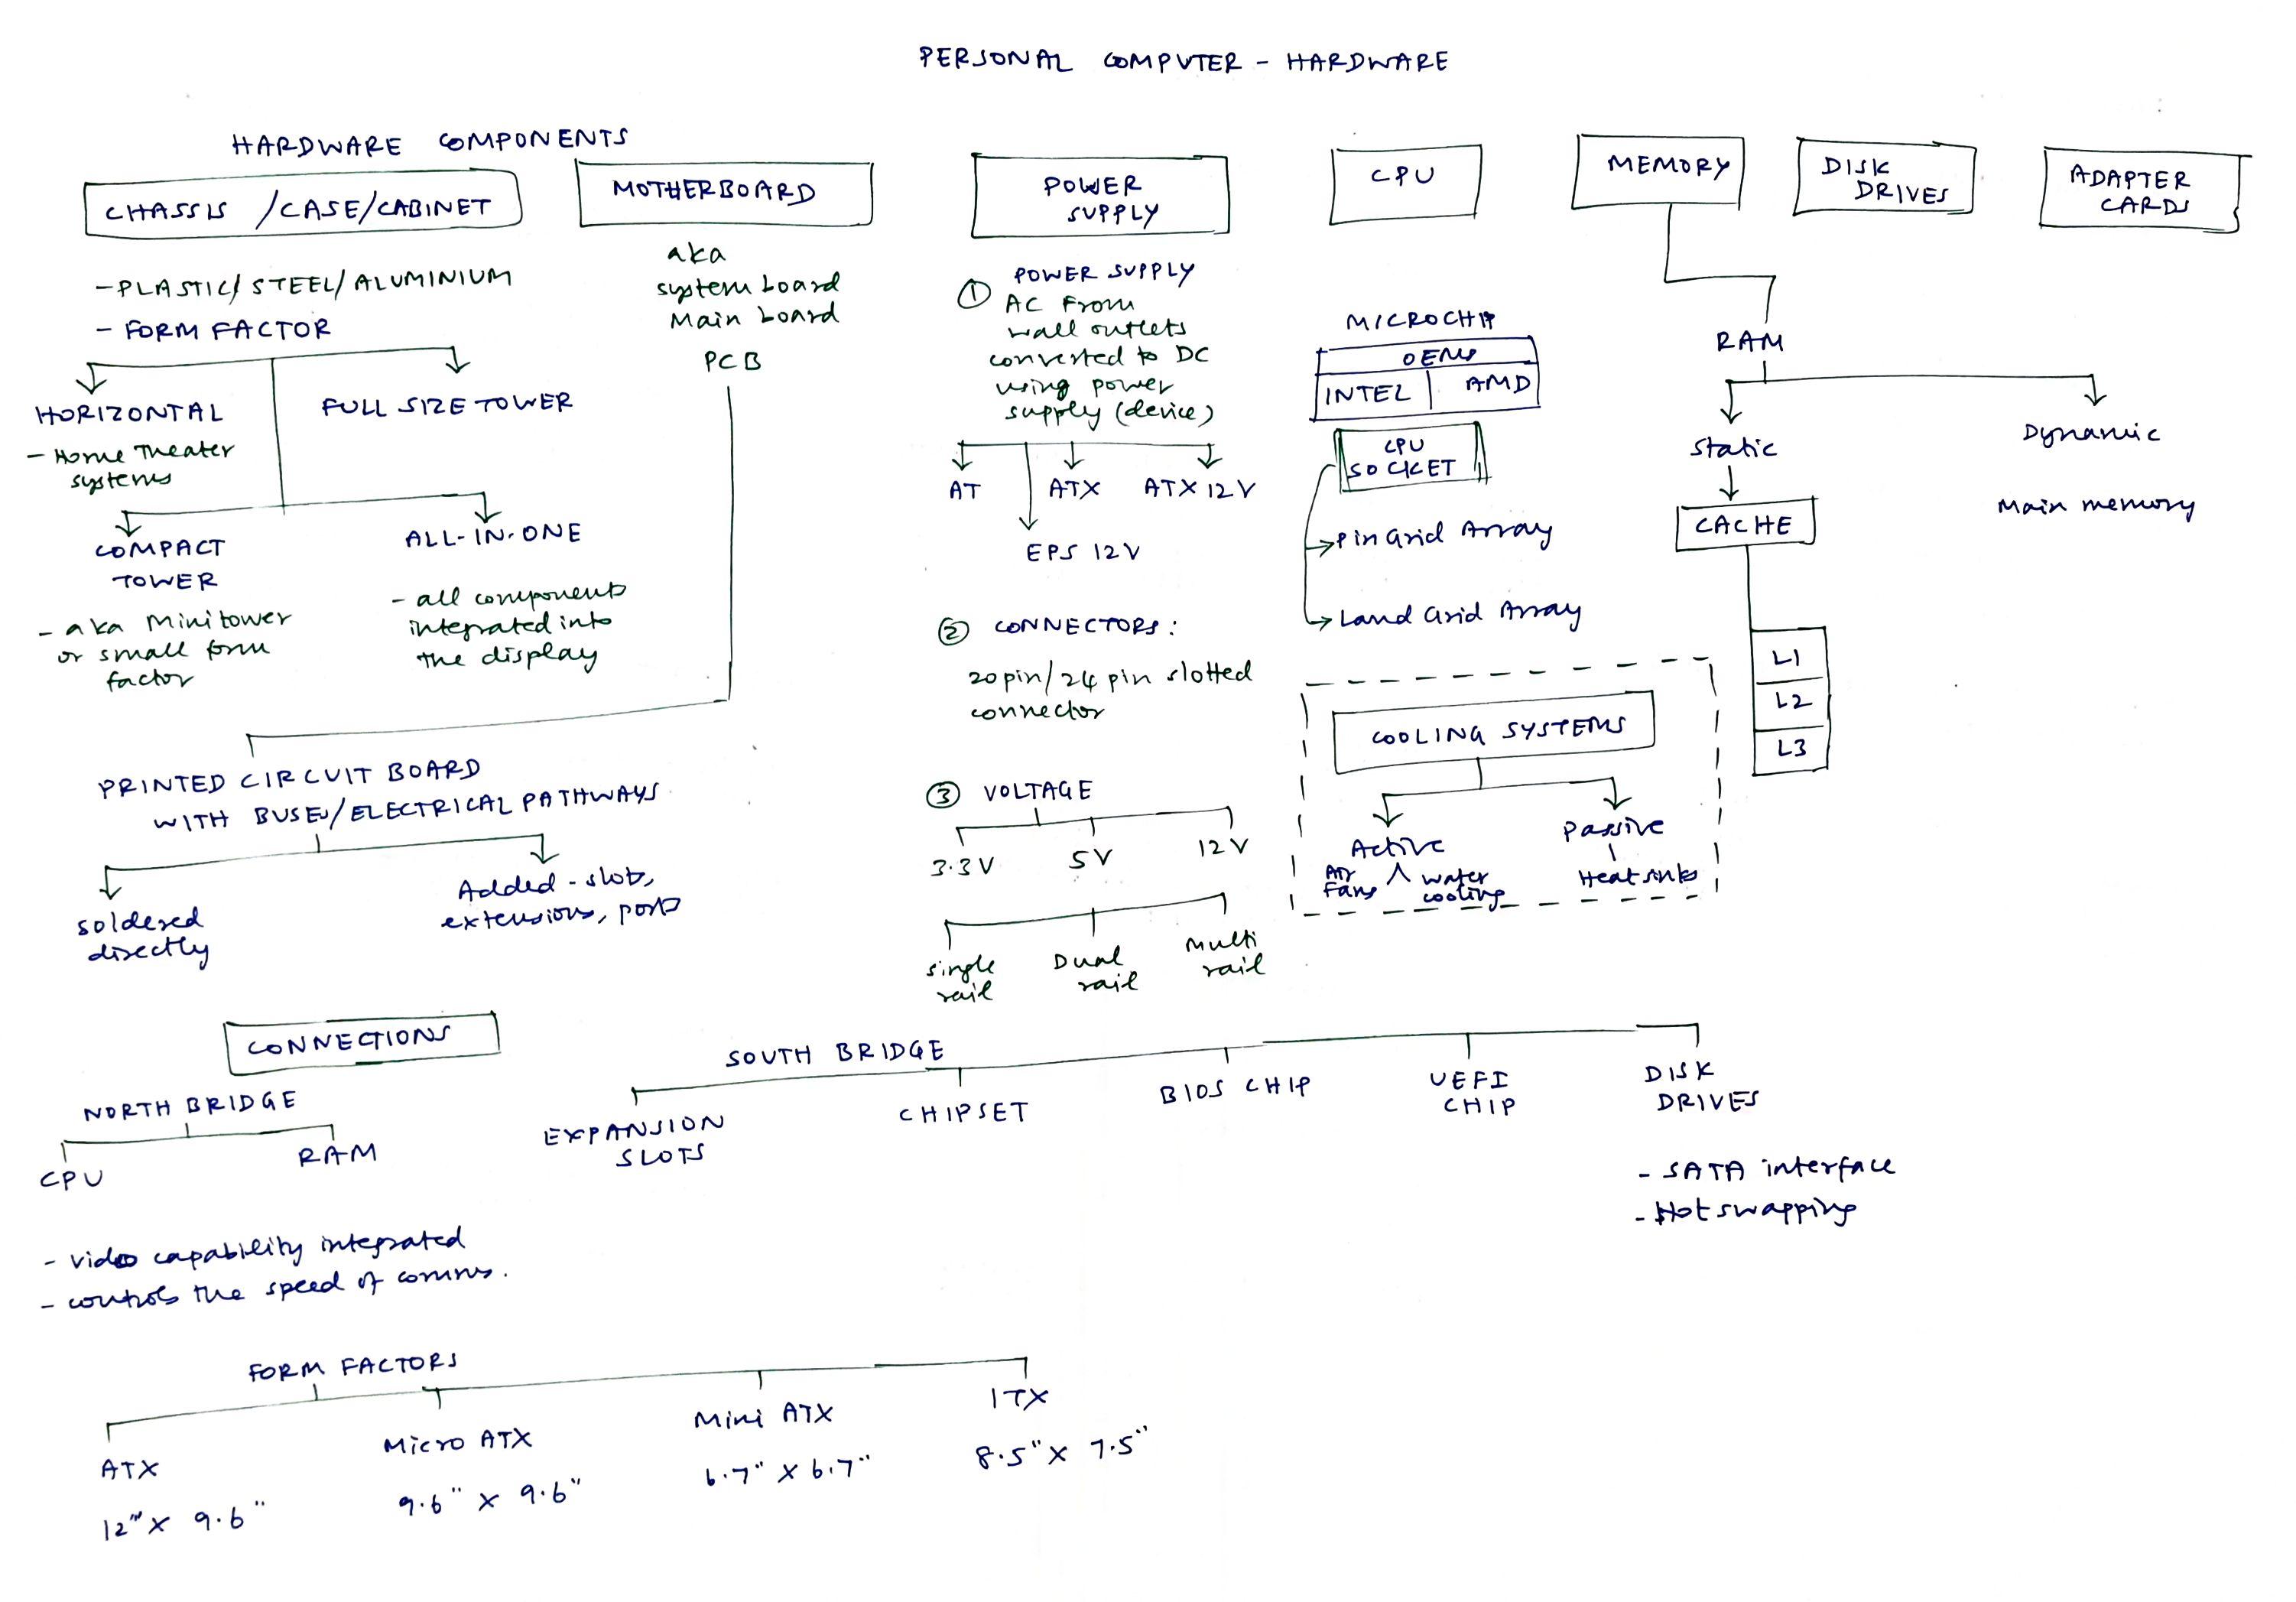 PERSONAL COMPUTER - HARDWARE
HARDWARE COMPONENTS
CHASSIS /CASE/CABINET
- PLASTIC/ STEEL/ ALUMINIUM
- FORM FACTOR
HORIZONTAL
- Home Theater
systems
FULL SIZE TOWER
COMPACT
TOWER
- aka Minitower
or small form
factor
ALL-IN-ONE
- all components
integrated into
the display
MOTHERBOARD
aka
system board
Main board
PCB
PRINTED CIRCUIT BOARD
WITH BUSES/ELECTRICAL PATHWAYS
soldered
directly
Added - slots,
extensions, ports
POWER
SUPPLY
① POWER SUPPLY
AC From
wall outlets
converted to DC
using power
supply (device)
AT
ATX
ATX 12V
EPS 12V
② CONNECTORS:
20pin/24 pin slotted
connector
③ VOLTAGE
3.3V
5V
12V
single
rail
Dual
rail
Multi
rail
CPU
MICROCHIP
OEMs
INTEL
AMD
CPU
SOCKET
Pin Grid Array
Land Grid Array
COOLING SYSTEMS
Active
Air
Fans
water
cooling
Passive
Heat sinks
MEMORY
RAM
Static
CACHE
L1
L2
L3
Dynamic
Main memory
DISK
DRIVES
ADAPTER
CARDS
CONNECTIONS
NORTH BRIDGE
CPU
RAM
- video capability integrated
- controls the speed of comms.
SOUTH BRIDGE
EXPANSION
SLOTS
CHIPSET
BIOS CHIP
UEFI
CHIP
DISK
DRIVES
- SATA interface
- Hot swapping
FORM FACTORS
ATX
12" X 9.6"
Micro ATX
9.6" X 9.6"
Mini ATX
6.7" X 6.7"
ITX
8.5" X 7.5"